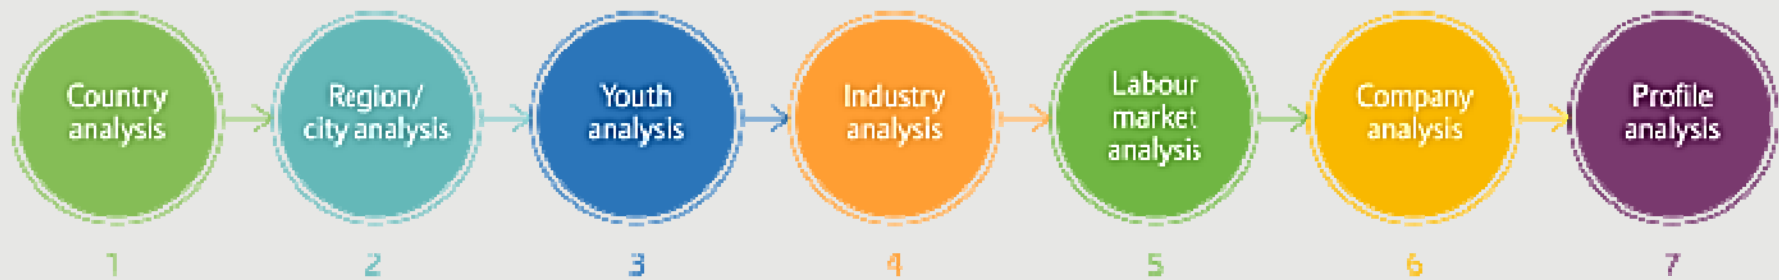 Country
analysis
Region/
city analysis
Youth
analysis
Industry
analysis
Labour
market
analysis
Company
analysis
Profile
analysis
1
2
3
4
5
6
7